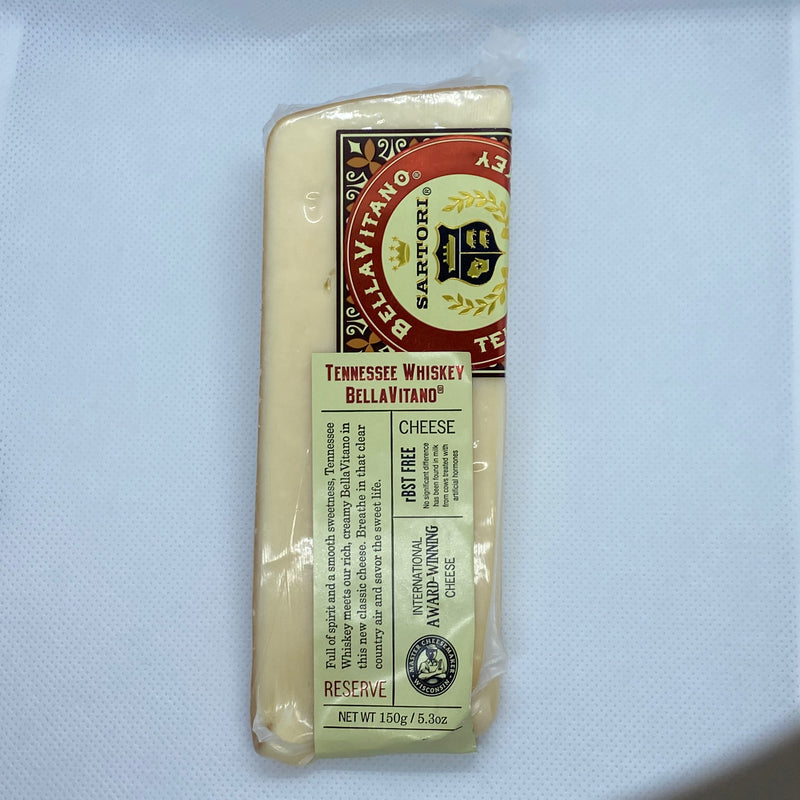 BELLAVITANO®
SARTORI®
TENNESSEE WHISKEY
BELLAVITANO®
CHEESE
rBST FREE
No significant difference
has been found in milk
from cows treated with
artificial hormones
Full of spirit and a smooth sweetness, Tennessee
Whiskey meets our rich, creamy BellaVitano in
this new classic cheese. Breathe in that clear
country air and savor the sweet life.
INTERNATIONAL
AWARD-WINNING
CHEESE
MASTER CHEESEMAKER
WISCONSIN
RESERVE
NET WT 150g / 5.3oz